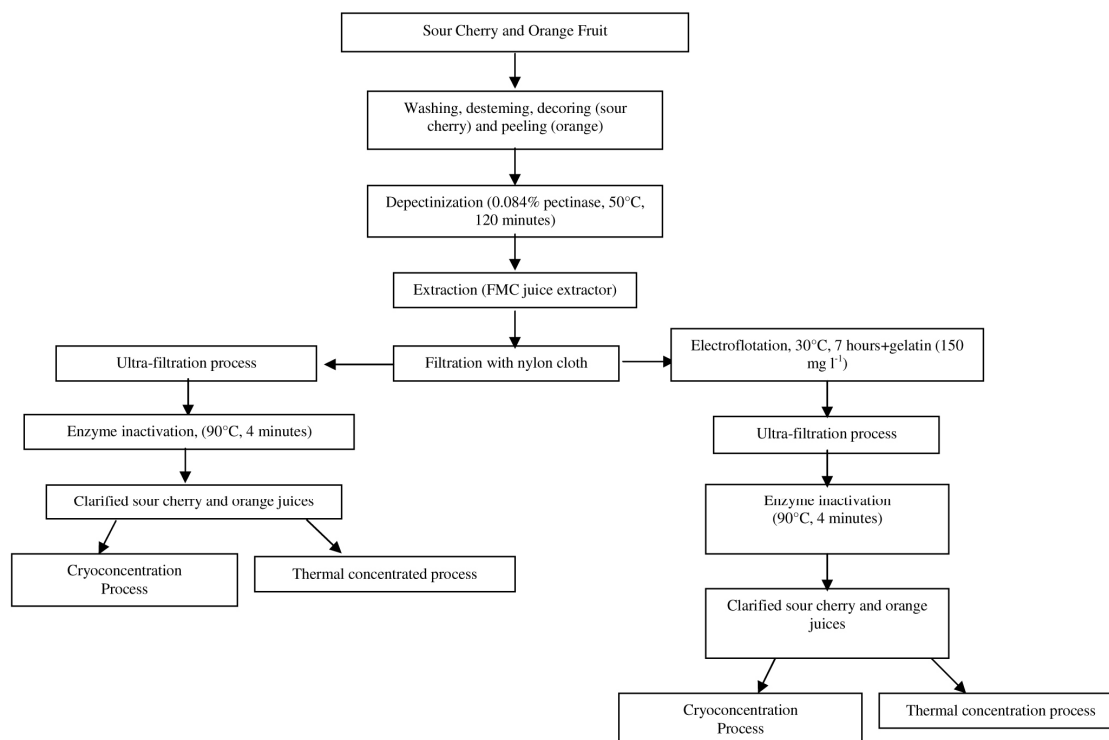 Sour Cherry and Orange Fruit
Washing, desteming, decoring (sour
cherry) and peeling (orange)
Depectinization (0.084% pectinase, 50°C,
120 minutes)
Extraction (FMC juice extractor)
Filtration with nylon cloth
Ultra-filtration process
Enzyme inactivation, (90°C, 4 minutes)
Clarified sour cherry and orange juices
Cryoconcentration
Process
Thermal concentrated process
Electroflotation, 30°C, 7 hours+gelatin (150
mg l⁻¹)
Ultra-filtration process
Enzyme inactivation
(90°C, 4 minutes)
Clarified sour cherry and orange
juices
Cryoconcentration
Process
Thermal concentration process